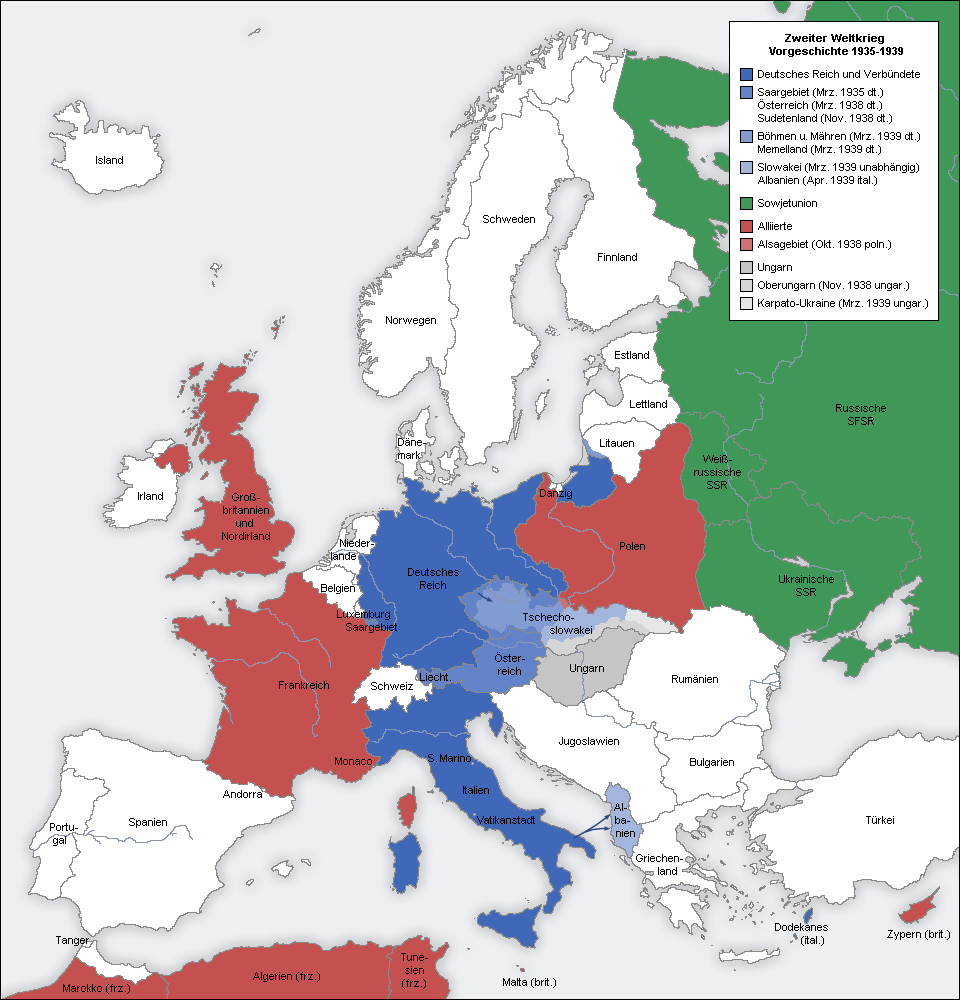 Zweiter Weltkrieg
Vorgeschichte 1935-1939
Deutsches Reich und Verbündete
Saargebiet (Mrz. 1935 dt.)
Österreich (Mrz. 1938 dt.)
Sudetenland (Nov. 1938 dt.)
Böhmen u. Mähren (Mrz. 1939 dt.)
Memelland (Mrz. 1939 dt.)
Slowakei (Mrz. 1939 unabhängig)
Albanien (Apr. 1939 ital.)
Sowjetunion
Alliierte
Alsagebiet (Okt. 1938 poln.)
Ungarn
Oberungarn (Nov. 1938 ungar.)
Karpato-Ukraine (Mrz. 1939 ungar.)
Island
Schweden
Finnland
Norwegen
Estland
Lettland
Litauen
Russische
SFSR
Weiß-
russische
SSR
Däne-
mark
Irland
Groß-
britannien
und
Nordirland
Danzig
Polen
Nieder-
lande
Belgien
Deutsches
Reich
Ukrainische
SSR
Luxemburg
Saargebiet
Tschecho-
slowakei
Öster-
reich
Ungarn
Liecht.
Schweiz
Frankreich
Rumänien
Jugoslawien
Bulgarien
Monaco
S. Marino
Italien
Vatikanstadt
Andorra
Spanien
Portu-
gal
Al-
ba-
nien
Griechen-
land
Türkei
Dodekanes
(ital.)
Zypern (brit.)
Tanger
Marokko (frz.)
Algerien (frz.)
Tune-
sien
(frz.)
Malta (brit.)